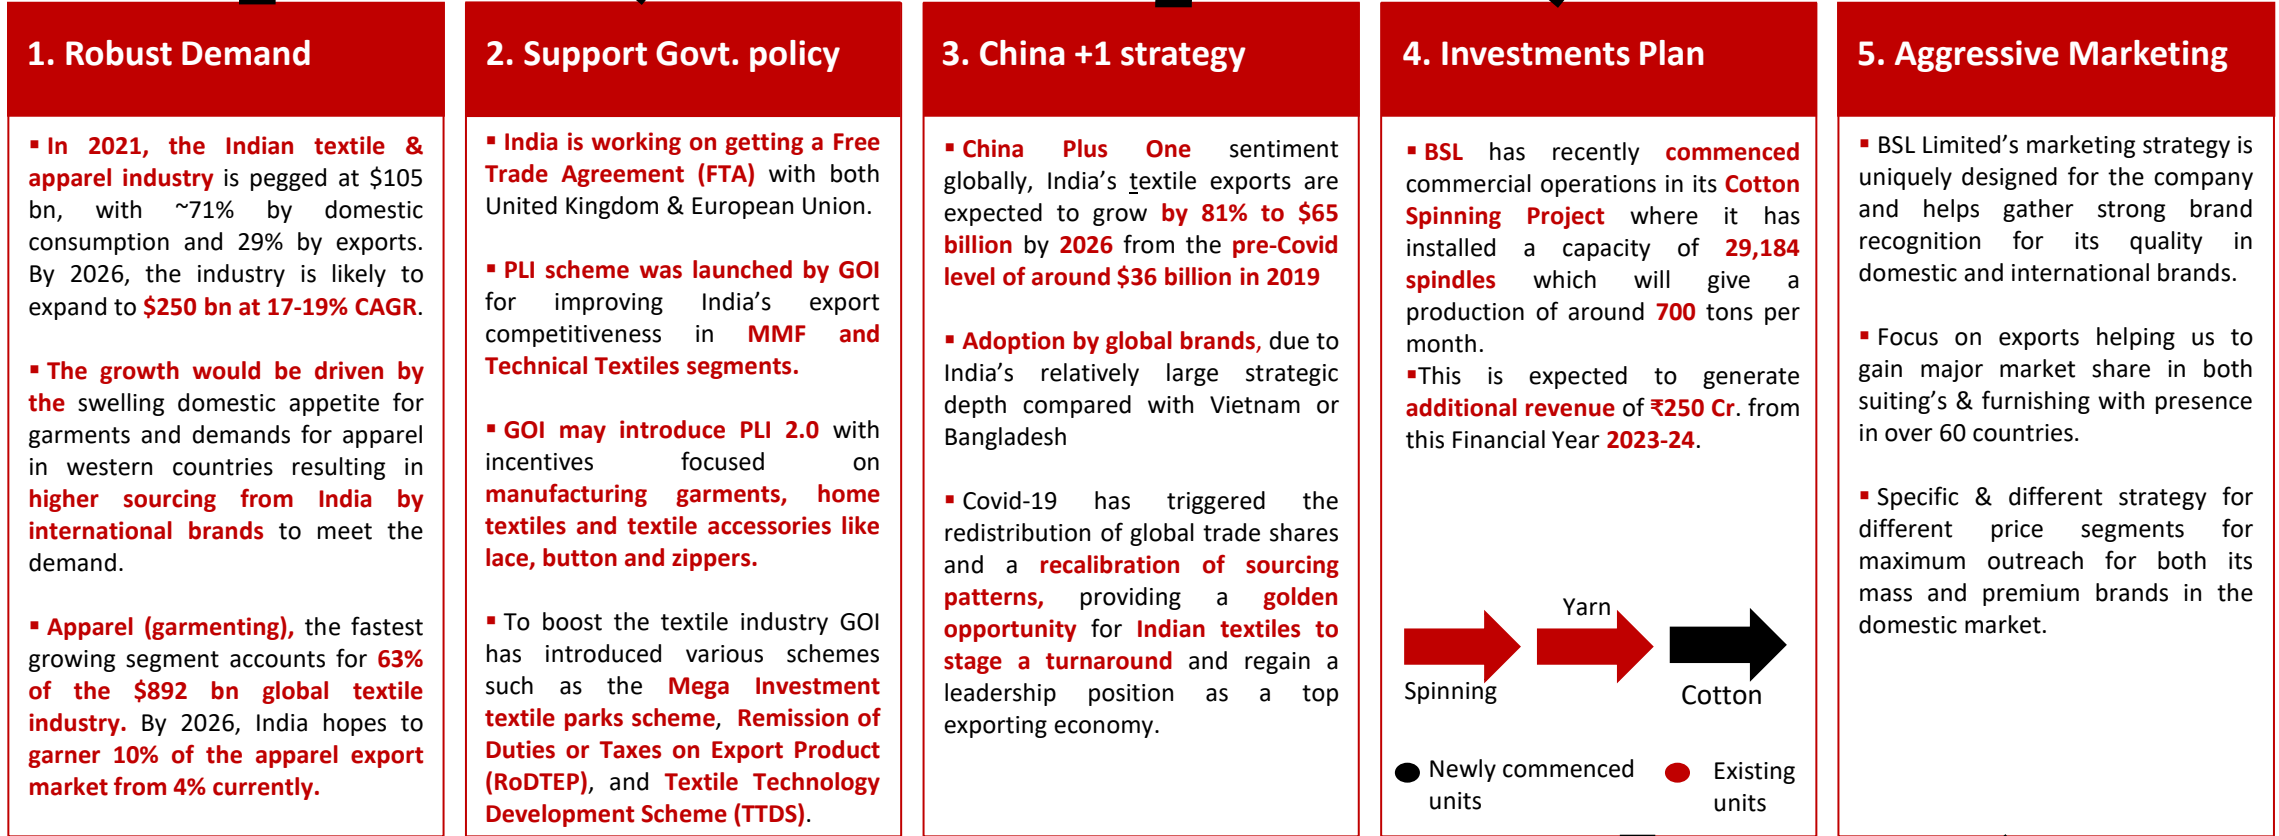 1. Robust Demand
▪ In 2021, the Indian textile &
apparel industry is pegged at $105
bn, with ~71% by domestic
consumption and 29% by exports.
By 2026, the industry is likely to
expand to $250 bn at 17-19% CAGR.
▪ The growth would be driven by
the swelling domestic appetite for
garments and demands for apparel
in western countries resulting in
higher sourcing from India by
international brands to meet the
demand.
▪ Apparel (garmenting), the fastest
growing segment accounts for 63%
of the $892 bn global textile
industry. By 2026, India hopes to
garner 10% of the apparel export
market from 4% currently.
2. Support Govt. policy
▪ India is working on getting a Free
Trade Agreement (FTA) with both
United Kingdom & European Union.
▪ PLI scheme was launched by GOI
for improving India’s export
competitiveness in MMF and
Technical Textiles segments.
▪ GOI may introduce PLI 2.0 with
incentives focused on
manufacturing garments, home
textiles and textile accessories like
lace, button and zippers.
▪ To boost the textile industry GOI
has introduced various schemes
such as the Mega Investment
textile parks scheme, Remission of
Duties or Taxes on Export Product
(RoDTEP), and Textile Technology
Development Scheme (TTDS).
3. China +1 strategy
▪ China Plus One sentiment
globally, India’s textile exports are
expected to grow by 81% to $65
billion by 2026 from the pre-Covid
level of around $36 billion in 2019
▪ Adoption by global brands, due to
India’s relatively large strategic
depth compared with Vietnam or
Bangladesh
▪ Covid-19 has triggered the
redistribution of global trade shares
and a recalibration of sourcing
patterns, providing a golden
opportunity for Indian textiles to
stage a turnaround and regain a
leadership position as a top
exporting economy.
4. Investments Plan
▪ BSL has recently commenced
commercial operations in its Cotton
Spinning Project where it has
installed a capacity of 29,184
spindles which will give a
production of around 700 tons per
month.
▪This is expected to generate
additional revenue of ₹250 Cr. from
this Financial Year 2023-24.
Yarn
Spinning
Cotton
Newly commenced
units
Existing
units
5. Aggressive Marketing
▪ BSL Limited’s marketing strategy is
uniquely designed for the company
and helps gather strong brand
recognition for its quality in
domestic and international brands.
▪ Focus on exports helping us to
gain major market share in both
suiting’s & furnishing with presence
in over 60 countries.
▪ Specific & different strategy for
different price segments for
maximum outreach for both its
mass and premium brands in the
domestic market.